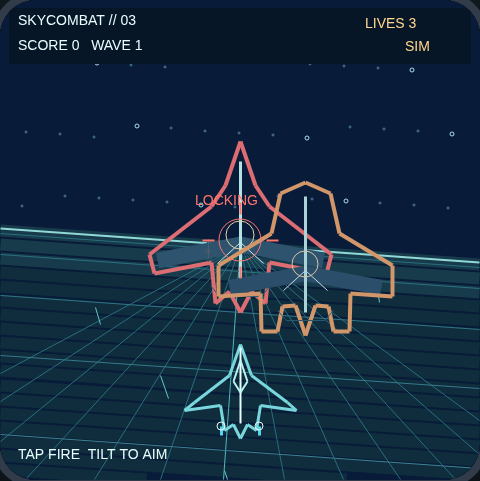 SKYCOMBAT // 03
LIVES 3
SCORE 0 WAVE 1
SIM
LOCKING
TAP FIRE TILT TO AIM